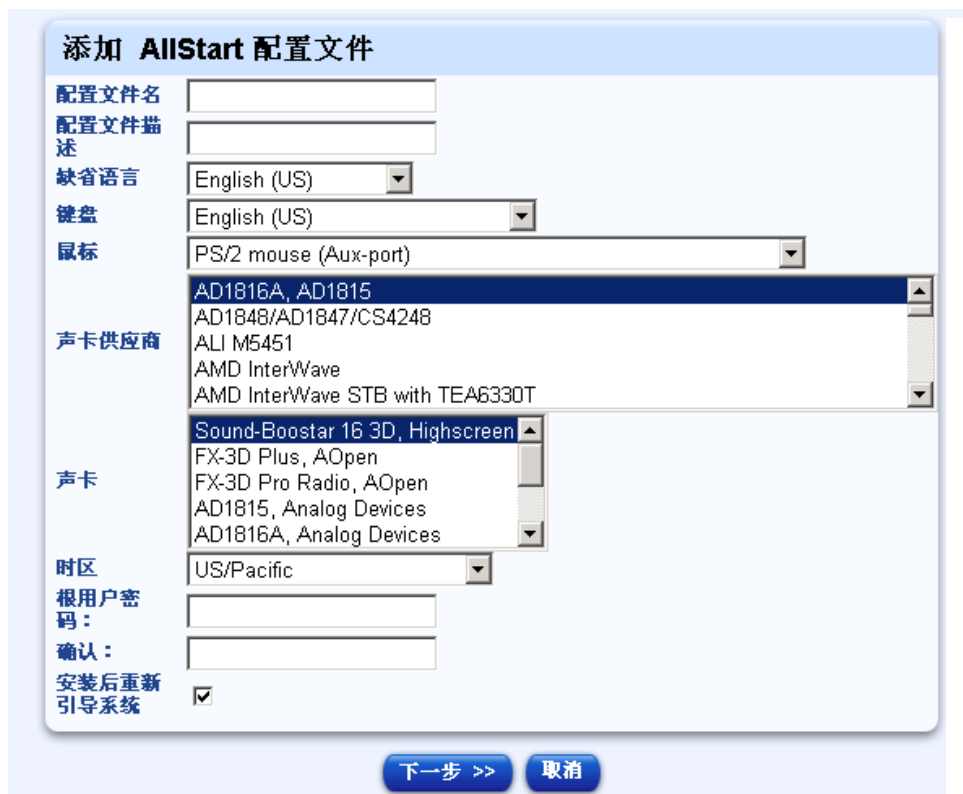 添加 AllStart 配置文件
配置文件名
配置文件描
述
缺省语言 English (US)
键盘 English (US)
鼠标 PS/2 mouse (Aux-port)
声卡供应商
AD1816A, AD1815
AD1848/AD1847/CS4248
ALI M5451
AMD InterWave
AMD InterWave STB with TEA6330T
声卡
Sound-Boostar 16 3D, Highscreen
FX-3D Plus, AOpen
FX-3D Pro Radio, AOpen
AD1815, Analog Devices
AD1816A, Analog Devices
时区 US/Pacific
根用户密
码：
确认：
安装后重新
引导系统
下一步 >> 取消